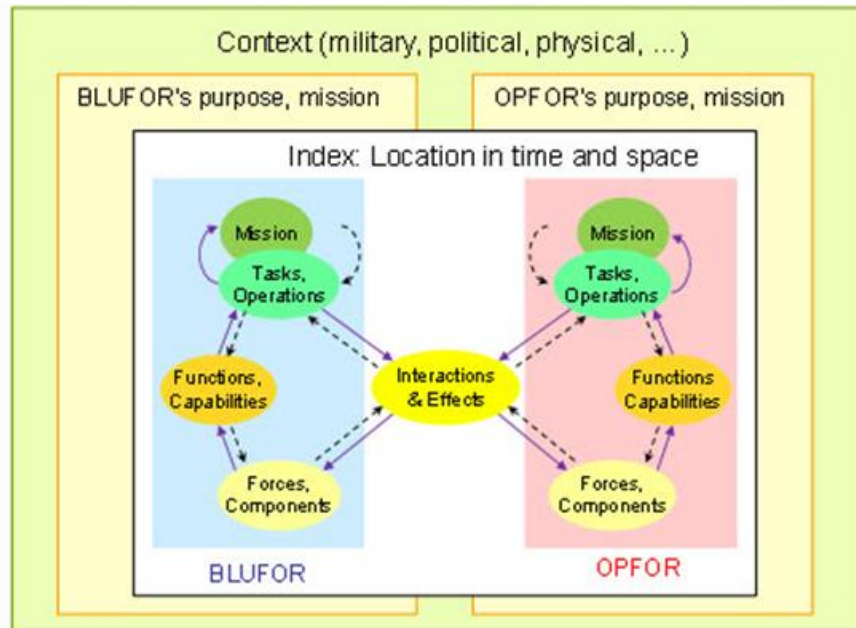 Context (military, political, physical, …)
BLUFOR's purpose, mission
OPFOR's purpose, mission
Index: Location in time and space
Mission
Tasks,
Operations
Functions,
Capabilities
Forces,
Components
BLUFOR
Interactions
& Effects
Mission
Tasks,
Operations
Functions
Capabilities
Forces,
Components
OPFOR